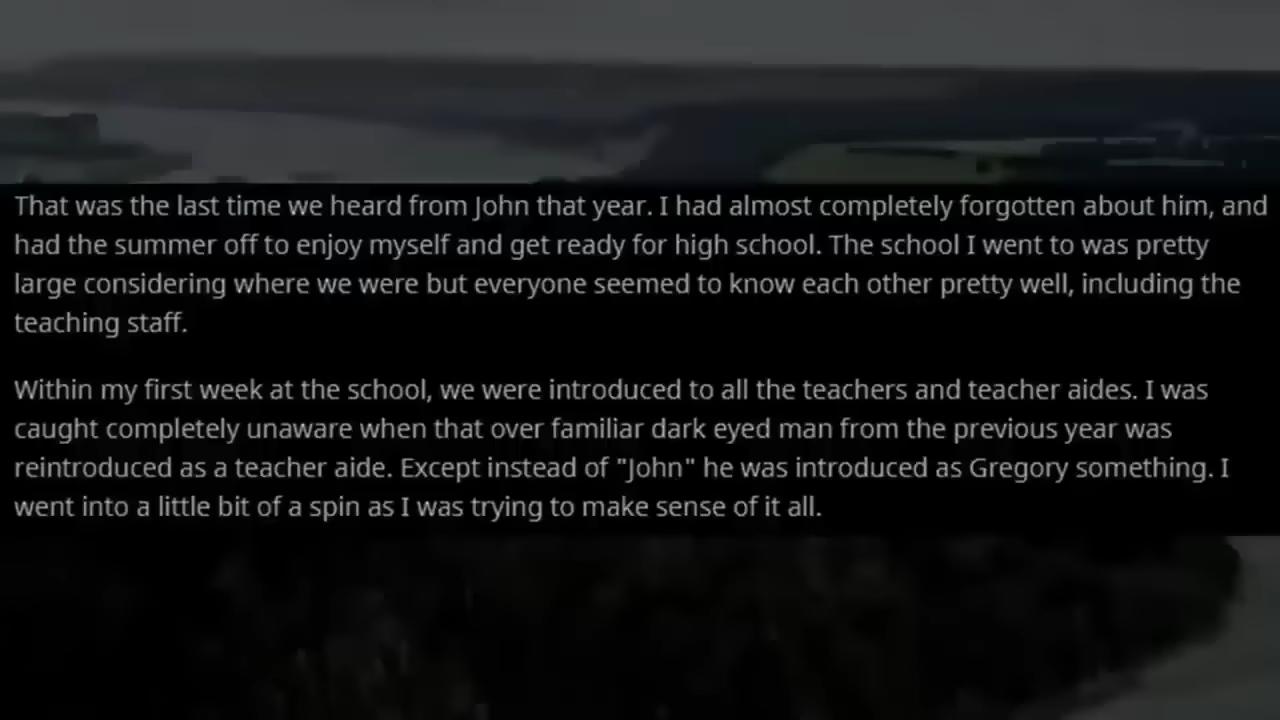 That was the last time we heard from John that year. I had almost completely forgotten about him, and
had the summer off to enjoy myself and get ready for high school. The school I went to was pretty
large considering where we were but everyone seemed to know each other pretty well, including the
teaching staff.
Within my first week at the school, we were introduced to all the teachers and teacher aides. I was
caught completely unaware when that over familiar dark eyed man from the previous year was
reintroduced as a teacher aide. Except instead of "John" he was introduced as Gregory something. I
went into a little bit of a spin as I was trying to make sense of it all.